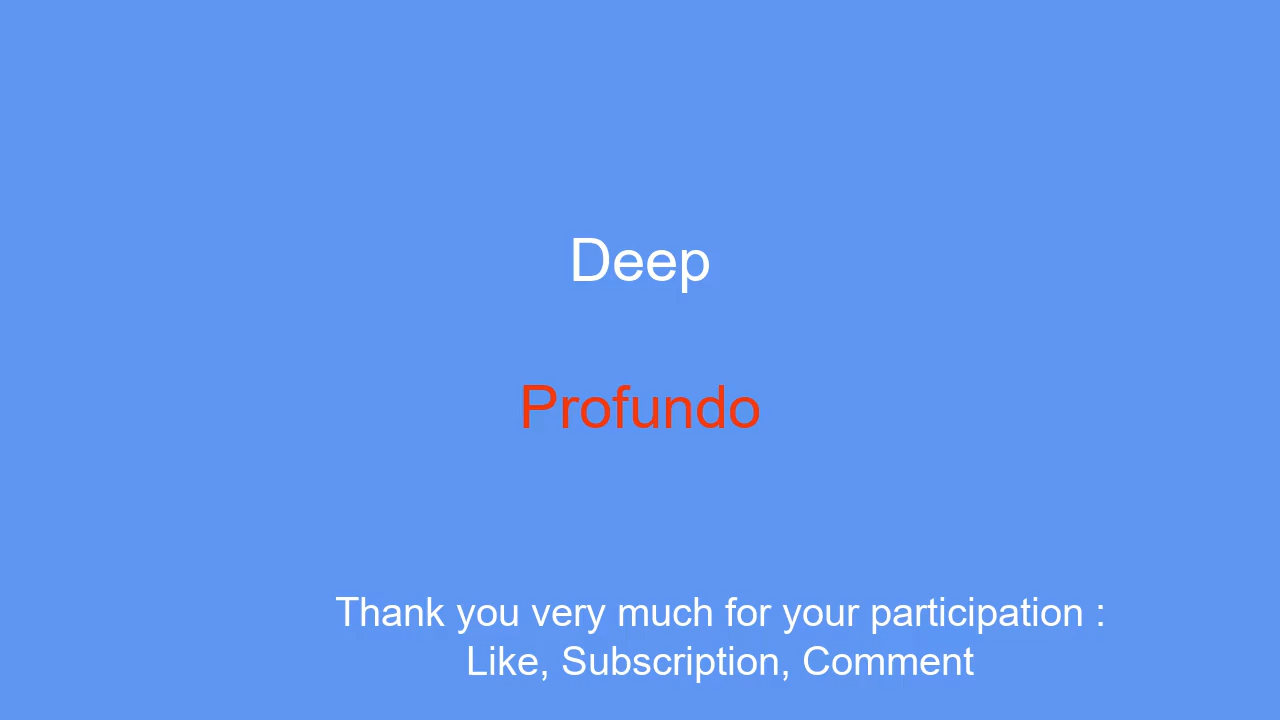 Deep
Profundo
Thank you very much for your participation :
Like, Subscription, Comment